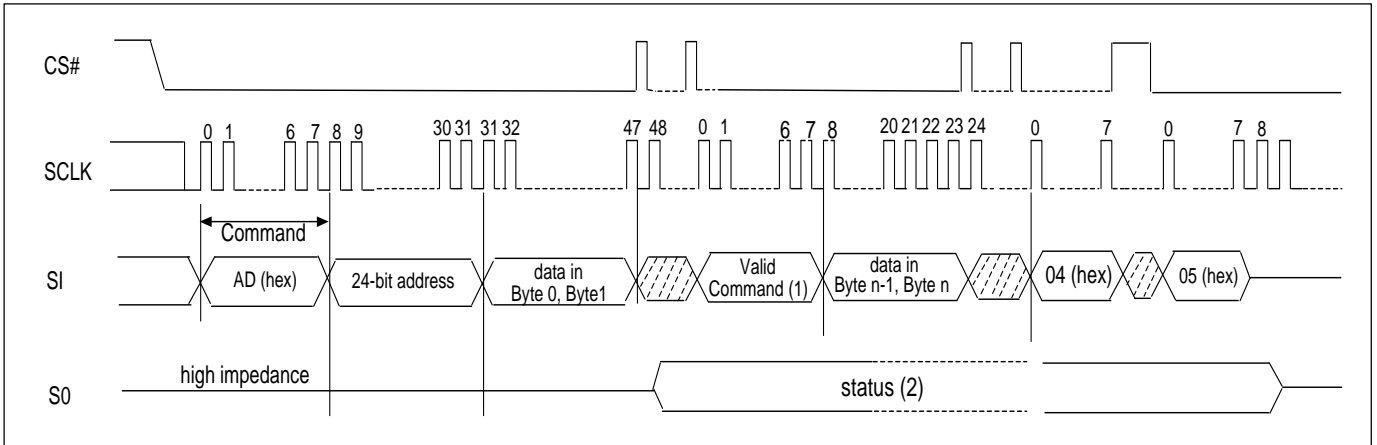 CS#
0 1 6 7 8 9 30 31 31 32 47 48 0 1 6 7 8 20 21 22 23 24 0 7 0 7 8
SCLK
Command
SI AD (hex) 24-bit address data in Byte 0, Byte1 Valid Command (1) data in Byte n-1, Byte n 04 (hex) 05 (hex)
high impedance
S0 status (2)